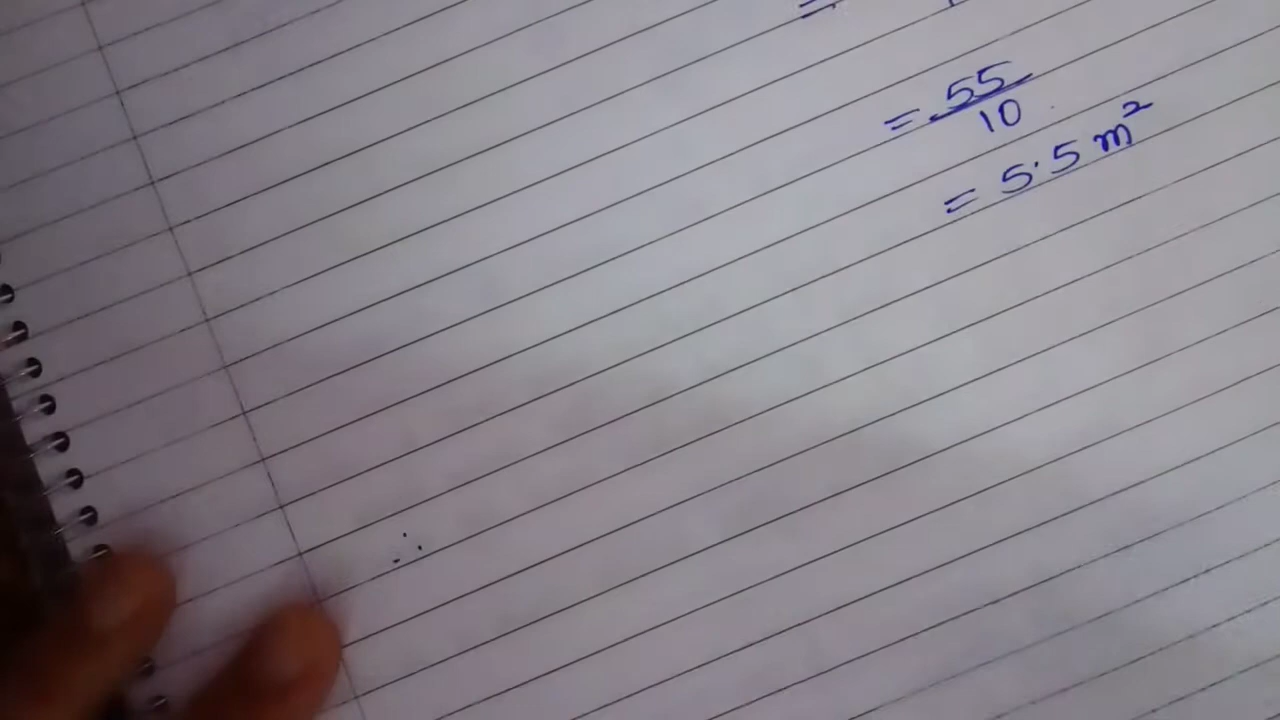 =
= 55/10
= 5.5 m²
∴